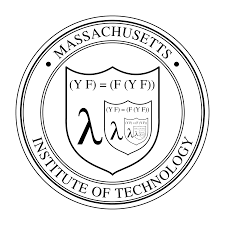 MASSACHUSETTS
(Y F) = (F (Y F))
λ
(Y F) = (F (Y F))
λ
INSTITUTE OF TECHNOLOGY